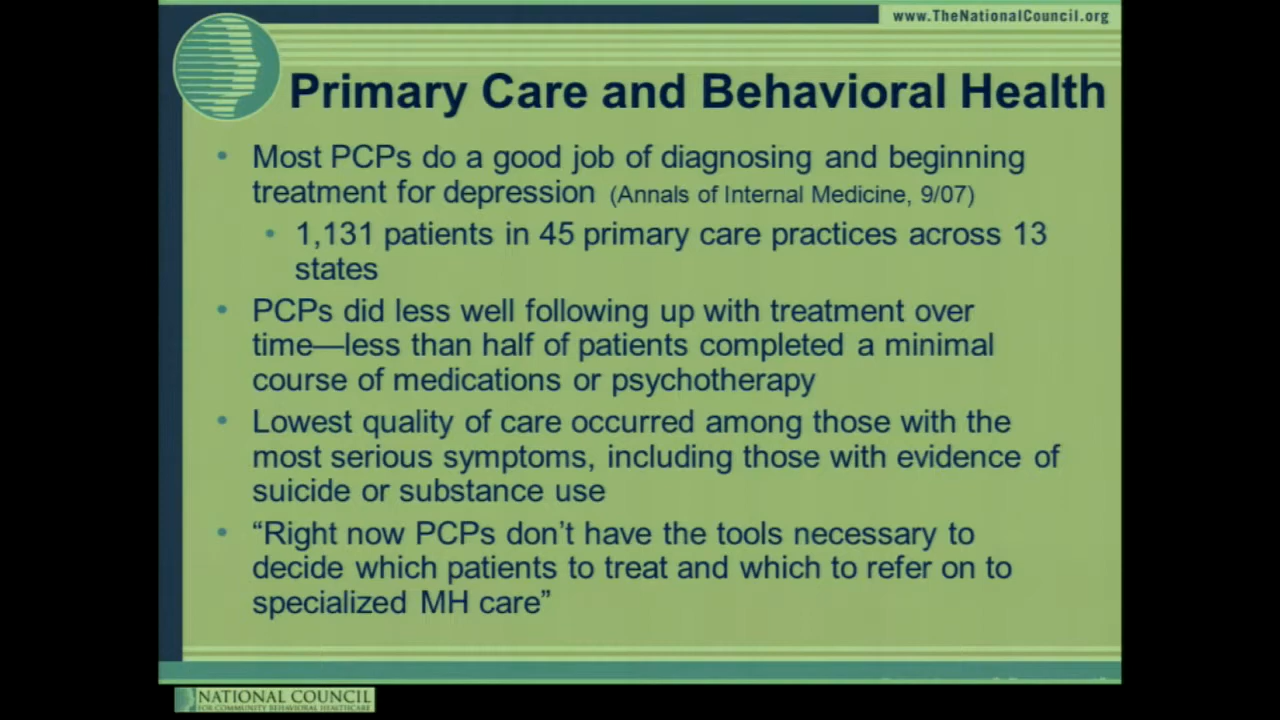 www.TheNationalCouncil.org
Primary Care and Behavioral Health
• Most PCPs do a good job of diagnosing and beginning
treatment for depression (Annals of Internal Medicine, 9/07)
• 1,131 patients in 45 primary care practices across 13
states
• PCPs did less well following up with treatment over
time—less than half of patients completed a minimal
course of medications or psychotherapy
• Lowest quality of care occurred among those with the
most serious symptoms, including those with evidence of
suicide or substance use
• “Right now PCPs don’t have the tools necessary to
decide which patients to treat and which to refer on to
specialized MH care”
NATIONAL COUNCIL
FOR COMMUNITY BEHAVIORAL HEALTHCARE